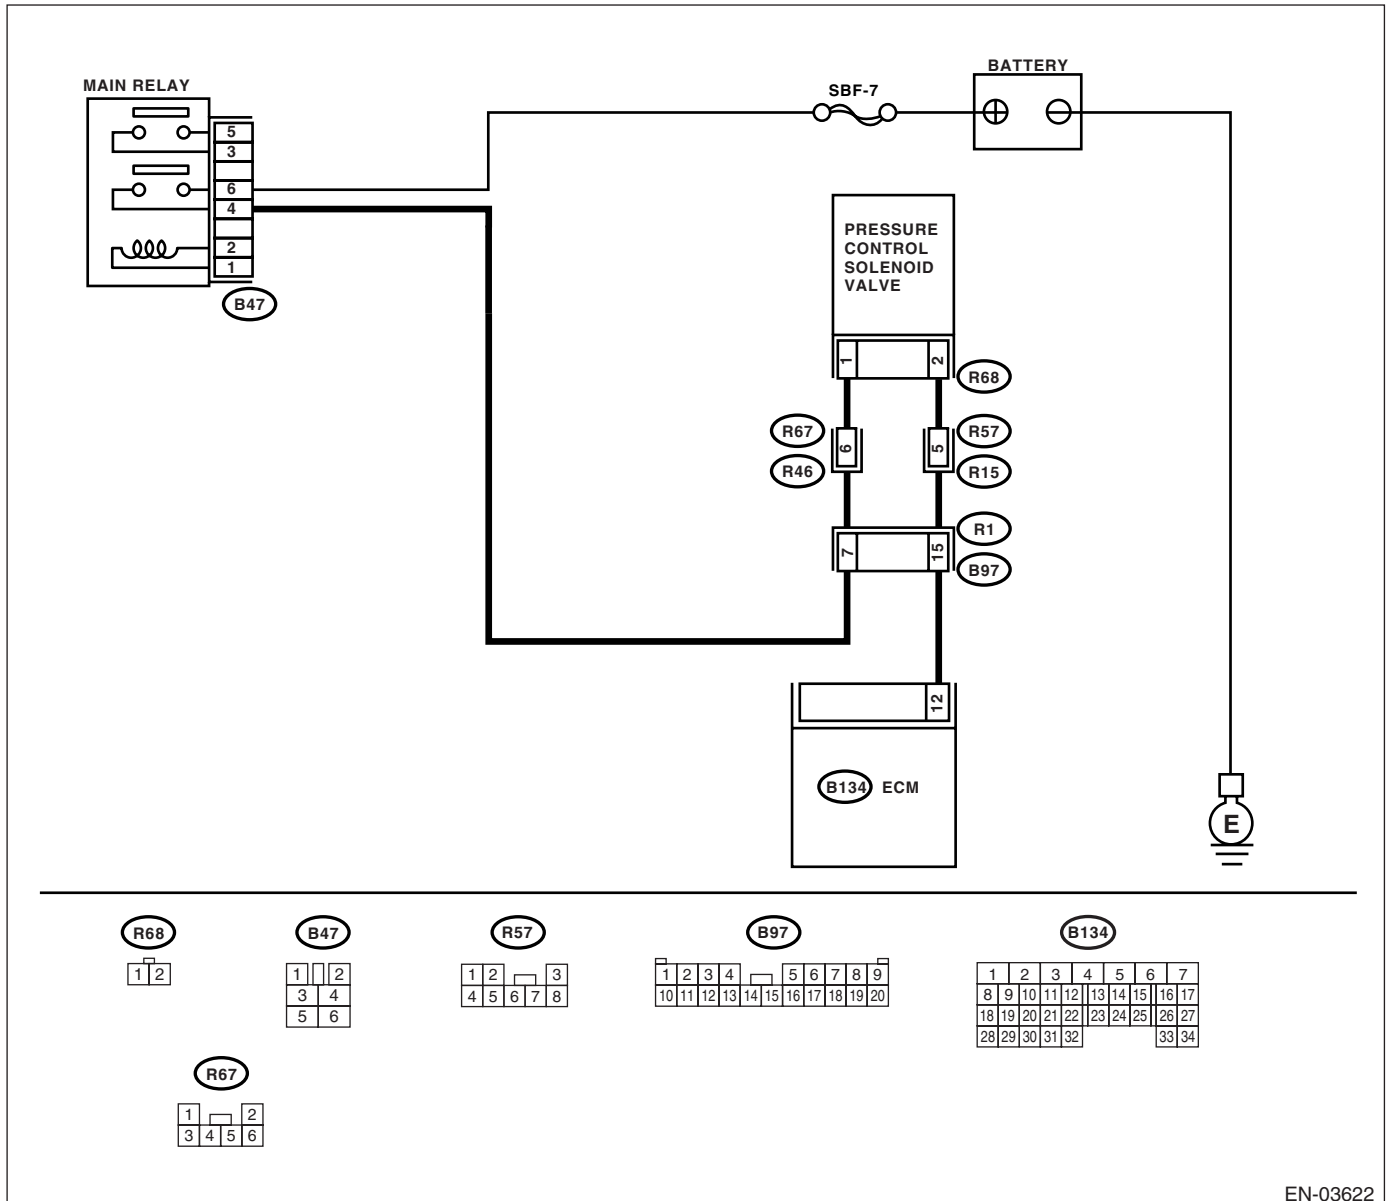 BATTERY
SBF-7
MAIN RELAY
5
3
6
4
2
1
B47
PRESSURE
CONTROL
SOLENOID
VALVE
1 2
R68
R67 6 5 R57
R46 R15
R1
7 15
B97
12
B134 ECM
E
R68 B47 R57 B97 B134
1 2
1 2
3 4
5 6
1 2 3
4 5 6 7 8
1 2 3 4 5 6 7 8 9
10 11 12 13 14 15 16 17 18 19 20
1 2 3 4 5 6 7
8 9 10 11 12 13 14 15 16 17
18 19 20 21 22 23 24 25 26 27
28 29 30 31 32 33 34
R67
1 2
3 4 5 6
EN-03622